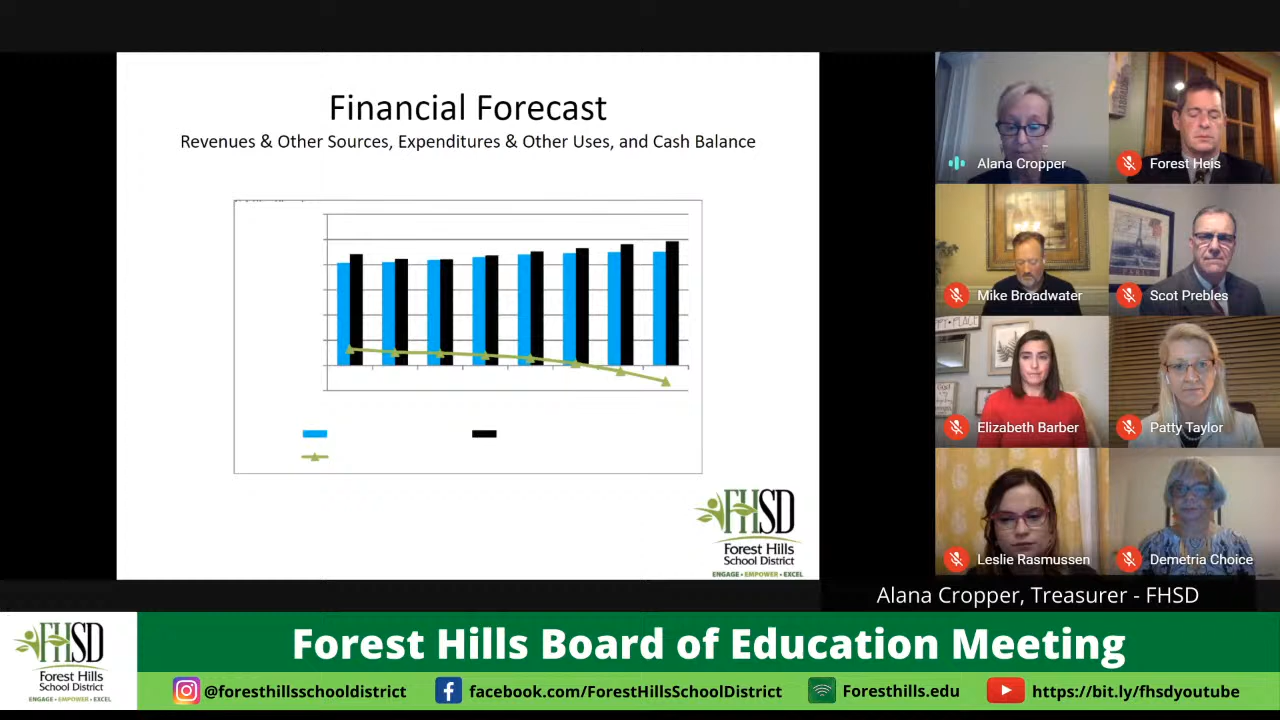 Financial Forecast
Revenues & Other Sources, Expenditures & Other Uses, and Cash Balance
FHSD
Forest Hills
School District
ENGAGE • EMPOWER • EXCEL
Alana Cropper
Forest Heis
Mike Broadwater
Scot Prebles
Elizabeth Barber
Patty Taylor
Leslie Rasmussen
Demetria Choice
Alana Cropper, Treasurer - FHSD
FHSD
Forest Hills
School District
ENGAGE • EMPOWER • EXCEL
Forest Hills Board of Education Meeting
@foresthillsschooldistrict
facebook.com/ForestHillsSchoolDistrict
Foresthills.edu
https://bit.ly/fhsdyoutube